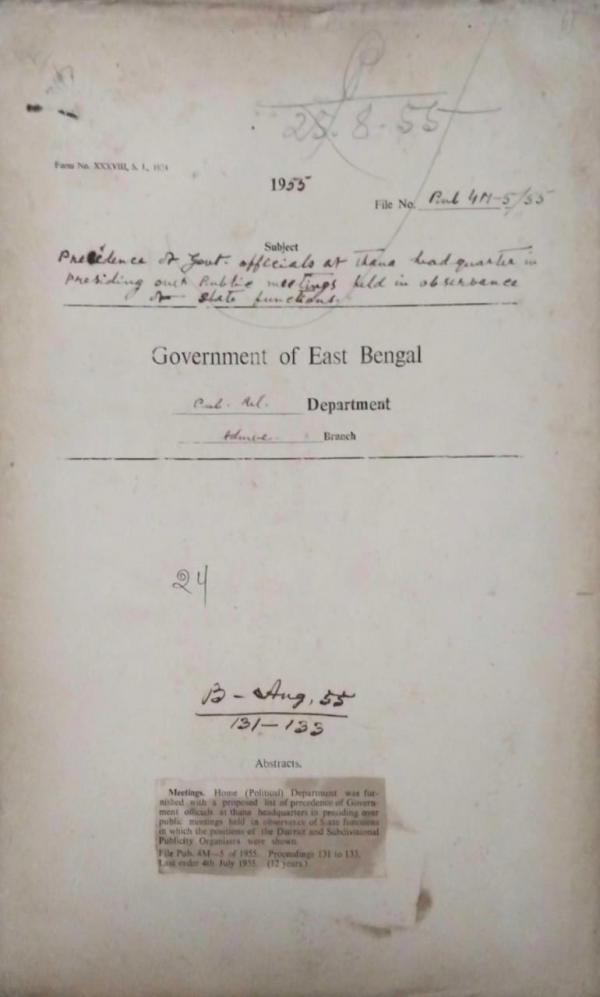 P
25.8.55
Form No. XXXVIII, S. I., 1924
1955
File No. Pub 4M-5/55
Subject
Precedence of Govt. officials at thana headquarter in
presiding over Public meetings held in observance
of State functions.
Government of East Bengal
Pub. Rel. Department
Branch
24
B - Aug, 55
131-133
Abstracts.
Meetings. Home (Political) Department was fur-
nished with a proposed list of precedence of Govern-
ment officials at thana headquarters in presiding over
public meetings held in observance of State functions
in which the positions of the District and Subdivisional
Publicity Organisers were shown.
File Pub. 4M—5 of 1955. Proceedings 131 to 133.
Last order 4th July 1955. (12 years.)